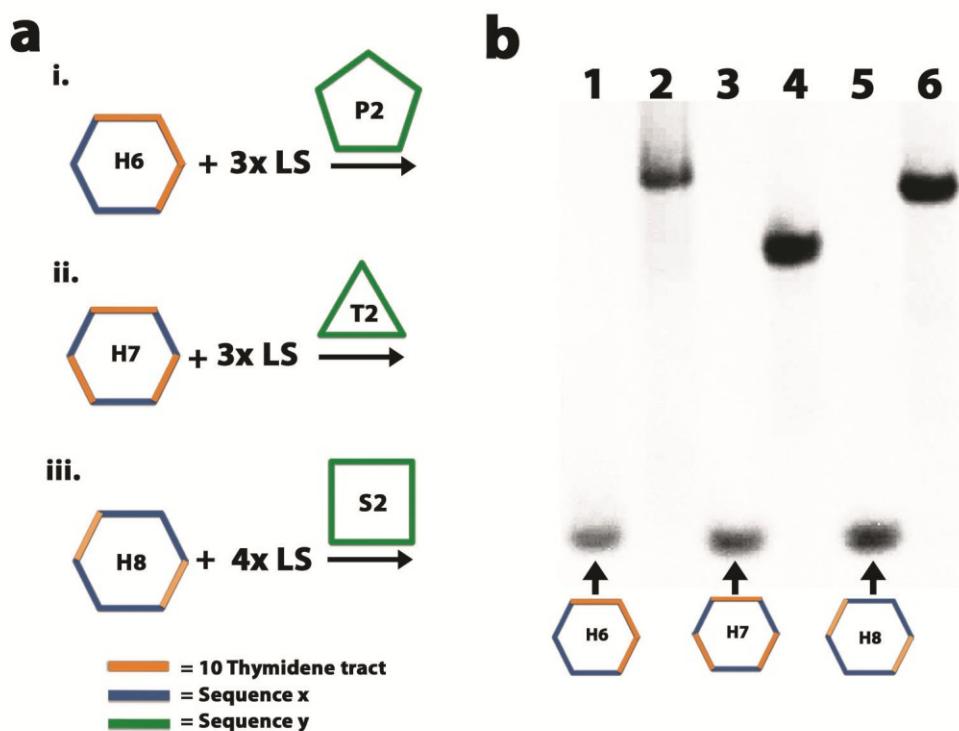 a
i.
H6 + 3x LS P2
ii.
H7 + 3x LS T2
iii.
H8 + 4x LS S2
= 10 Thymidene tract
= Sequence x
= Sequence y
b
1 2 3 4 5 6
H6 H7 H8